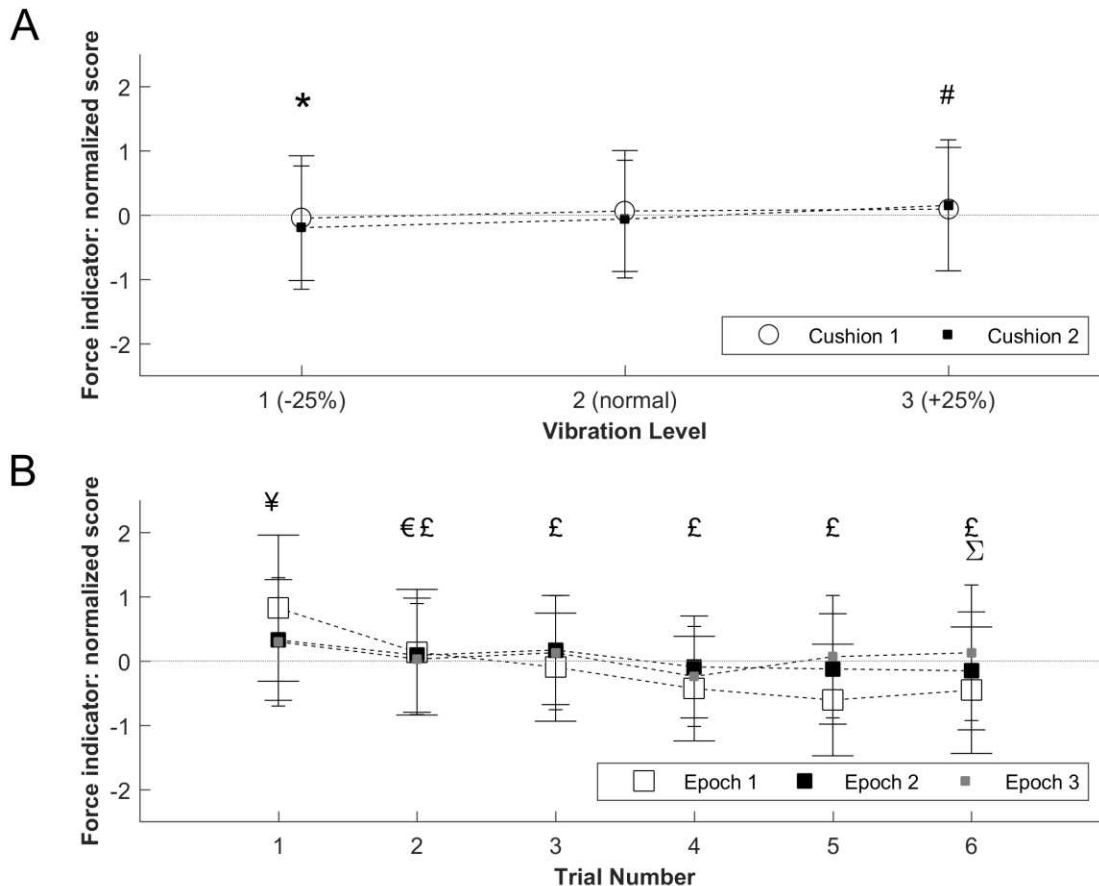 A
Force indicator: normalized score
2
1
0
-1
-2
*
#
Cushion 1 Cushion 2
1 (-25%) 2 (normal) 3 (+25%)
Vibration Level
B
Force indicator: normalized score
2
1
0
-1
-2
¥ €£ £ £ £ £
Σ
Epoch 1 Epoch 2 Epoch 3
1 2 3 4 5 6
Trial Number